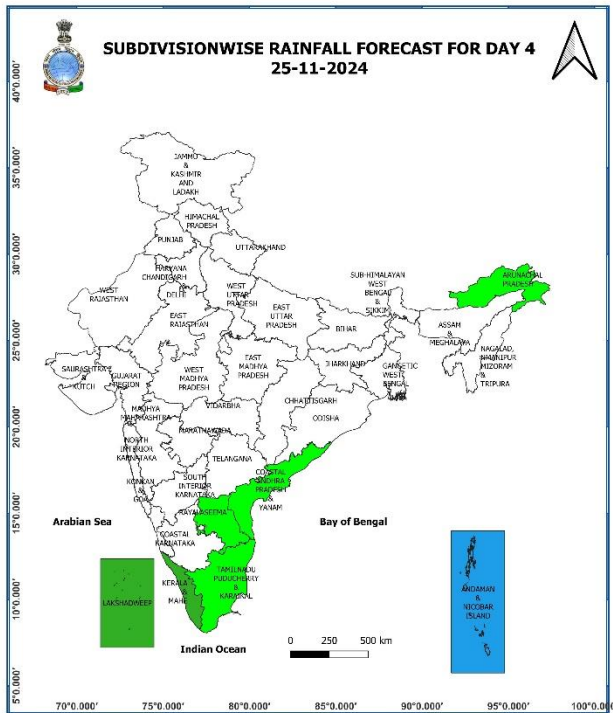 SUBDIVISIONWISE RAINFALL FORECAST FOR DAY 4
25-11-2024
40°0.000'
35°0.000'
30°0.000'
25°0.000'
20°0.000'
15°0.000'
10°0.000'
5°0.000'
JAMMO
&
KASHMIR
AND
LADAKH
HIMACHAL
PRADESH
PUNJAB
UTTARAKHAND
HARYANA
CHANDIGARH
&
DELHI
WEST
RAJASTHAN
WEST
UTTAR
PRADESH
EAST
RAJASTHAN
EAST
UTTAR
PRADESH
SUB-HIMALAYAN
WEST
BENGAL
&
SIKKIM
ARUNACHAL
PRADESH
BIHAR
ASSAM
&
MEGHALAYA
NAGALAD,
MANIPUR
MIZORAM
&
TRIPURA
SAURASHTRA
&
KUTCH
GUJARAT
REGION
WEST
MADHYA
PRADESH
EAST
MADHYA
PRADESH
JHARKHAND
GANGETIC
WEST
BENGAL
CHHATTISGARH
ODISHA
VIDARBHA
MADHYA
MAHARASHTRA
MARATHAWADA
NORTH
INTERIOR
KARNATAKA
TELANGANA
KONKAN
&
GOA
SOUTH
INTERIOR
KARNATAKA
COASTAL
ANDHRA
PRADESH
&
YANAM
RAYALASEEMA
Arabian Sea
Bay of Bengal
COASTAL
KARNATAKA
TAMILNADU
PUDUCHERRY
&
KARAIKAL
KERALA
&
MAHE
LAKSHADWEEP
ANDAMAN
&
NICOBAR
ISLAND
Indian Ocean
0 250 500 km
70°0.000' 75°0.000' 80°0.000' 85°0.000' 90°0.000' 95°0.000' 100°0.000'